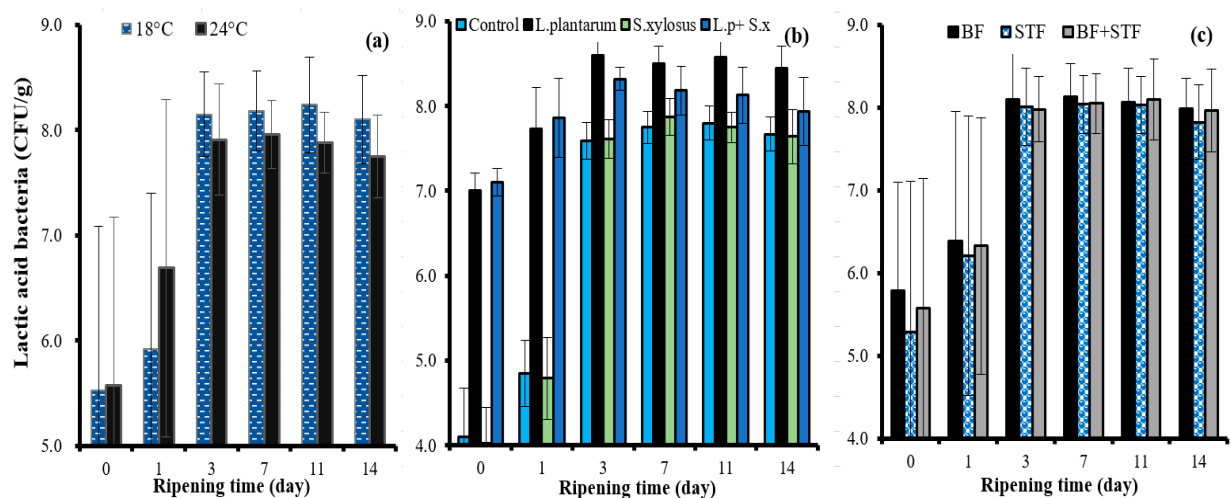 Lactic acid bacteria (CFU/g)
18°C 24°C
(a)
9.0
8.0
7.0
6.0
5.0
0 1 3 7 11 14
Ripening time (day)
Control L.plantarum S.xylosus L.p+ S.x
(b)
9.0
8.0
7.0
6.0
5.0
4.0
0 1 3 7 11 14
Ripening time (day)
BF STF BF+STF
(c)
9.0
8.0
7.0
6.0
5.0
4.0
0 1 3 7 11 14
Ripening time (day)